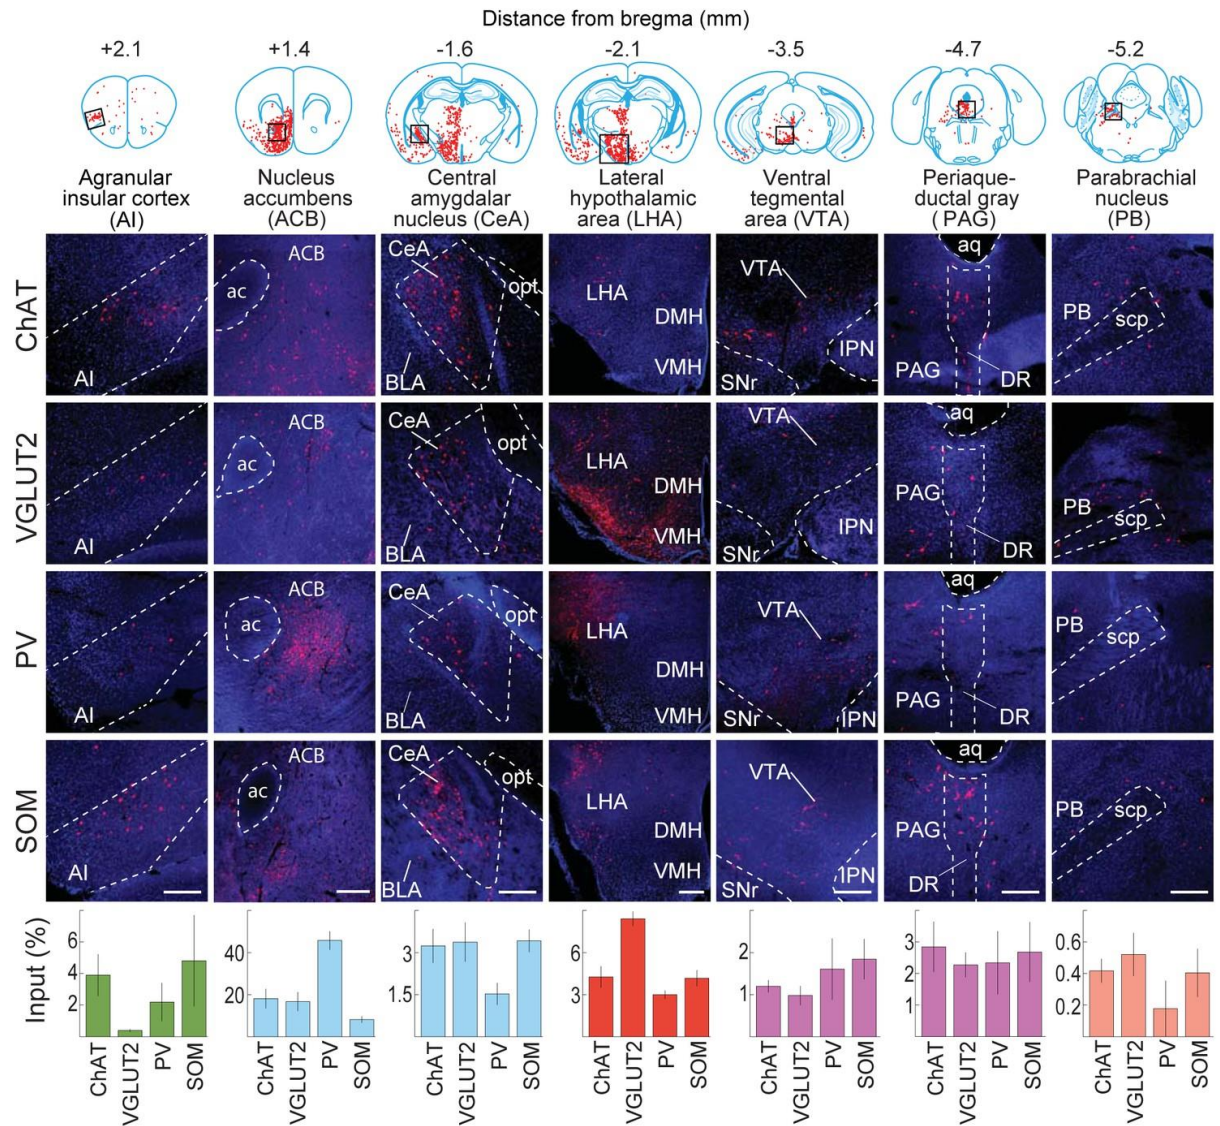 Distance from bregma (mm)
+2.1 +1.4 -1.6 -2.1 -3.5 -4.7 -5.2
Agranular insular cortex (AI)
Nucleus accumbens (ACB)
Central amygdalar nucleus (CeA)
Lateral hypothalamic area (LHA)
Ventral tegmental area (VTA)
Periaque-ductal gray (PAG)
Parabrachial nucleus (PB)
ChAT
AI
ACB
ac
CeA
opt
BLA
LHA
DMH
VMH
VTA
IPN
SNr
aq
PAG
DR
PB
scp
VGLUT2
AI
ACB
ac
CeA
opt
BLA
LHA
DMH
VMH
VTA
IPN
SNr
aq
PAG
DR
PB
scp
PV
AI
ACB
ac
CeA
opt
BLA
LHA
DMH
VMH
VTA
SNr
IPN
aq
PAG
DR
PB
scp
SOM
AI
ACB
ac
CeA
opt
BLA
LHA
DMH
VMH
VTA
SNr
IPN
aq
PAG
DR
PB
scp
Input (%)
6
4
2
ChAT
VGLUT2
PV
SOM
40
20
ChAT
VGLUT2
PV
SOM
3
1.5
ChAT
VGLUT2
PV
SOM
6
3
ChAT
VGLUT2
PV
SOM
2
1
ChAT
VGLUT2
PV
SOM
3
2
1
ChAT
VGLUT2
PV
SOM
0.6
0.4
0.2
ChAT
VGLUT2
PV
SOM